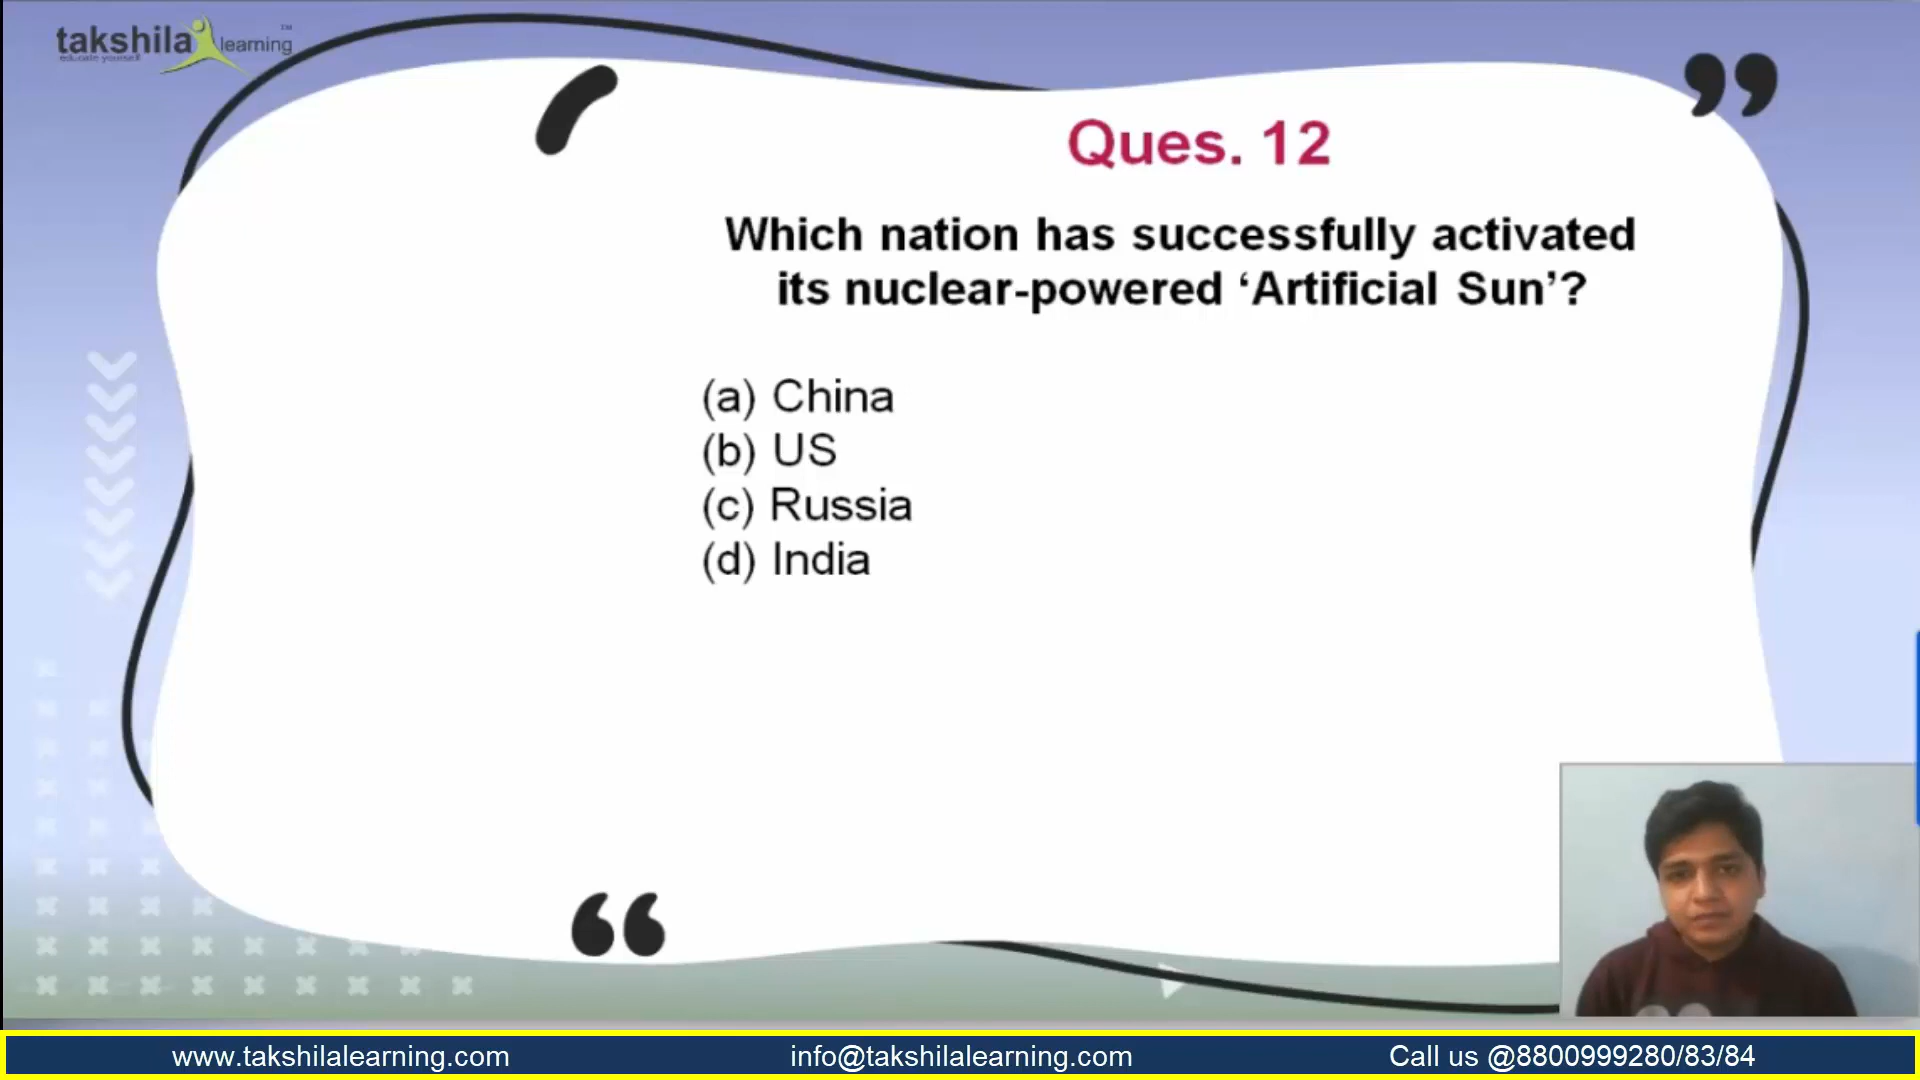 takshila learning™
educate yourself
Ques. 12
Which nation has successfully activated
its nuclear-powered ‘Artificial Sun’?
(a) China
(b) US
(c) Russia
(d) India
www.takshilalearning.com info@takshilalearning.com Call us @8800999280/83/84